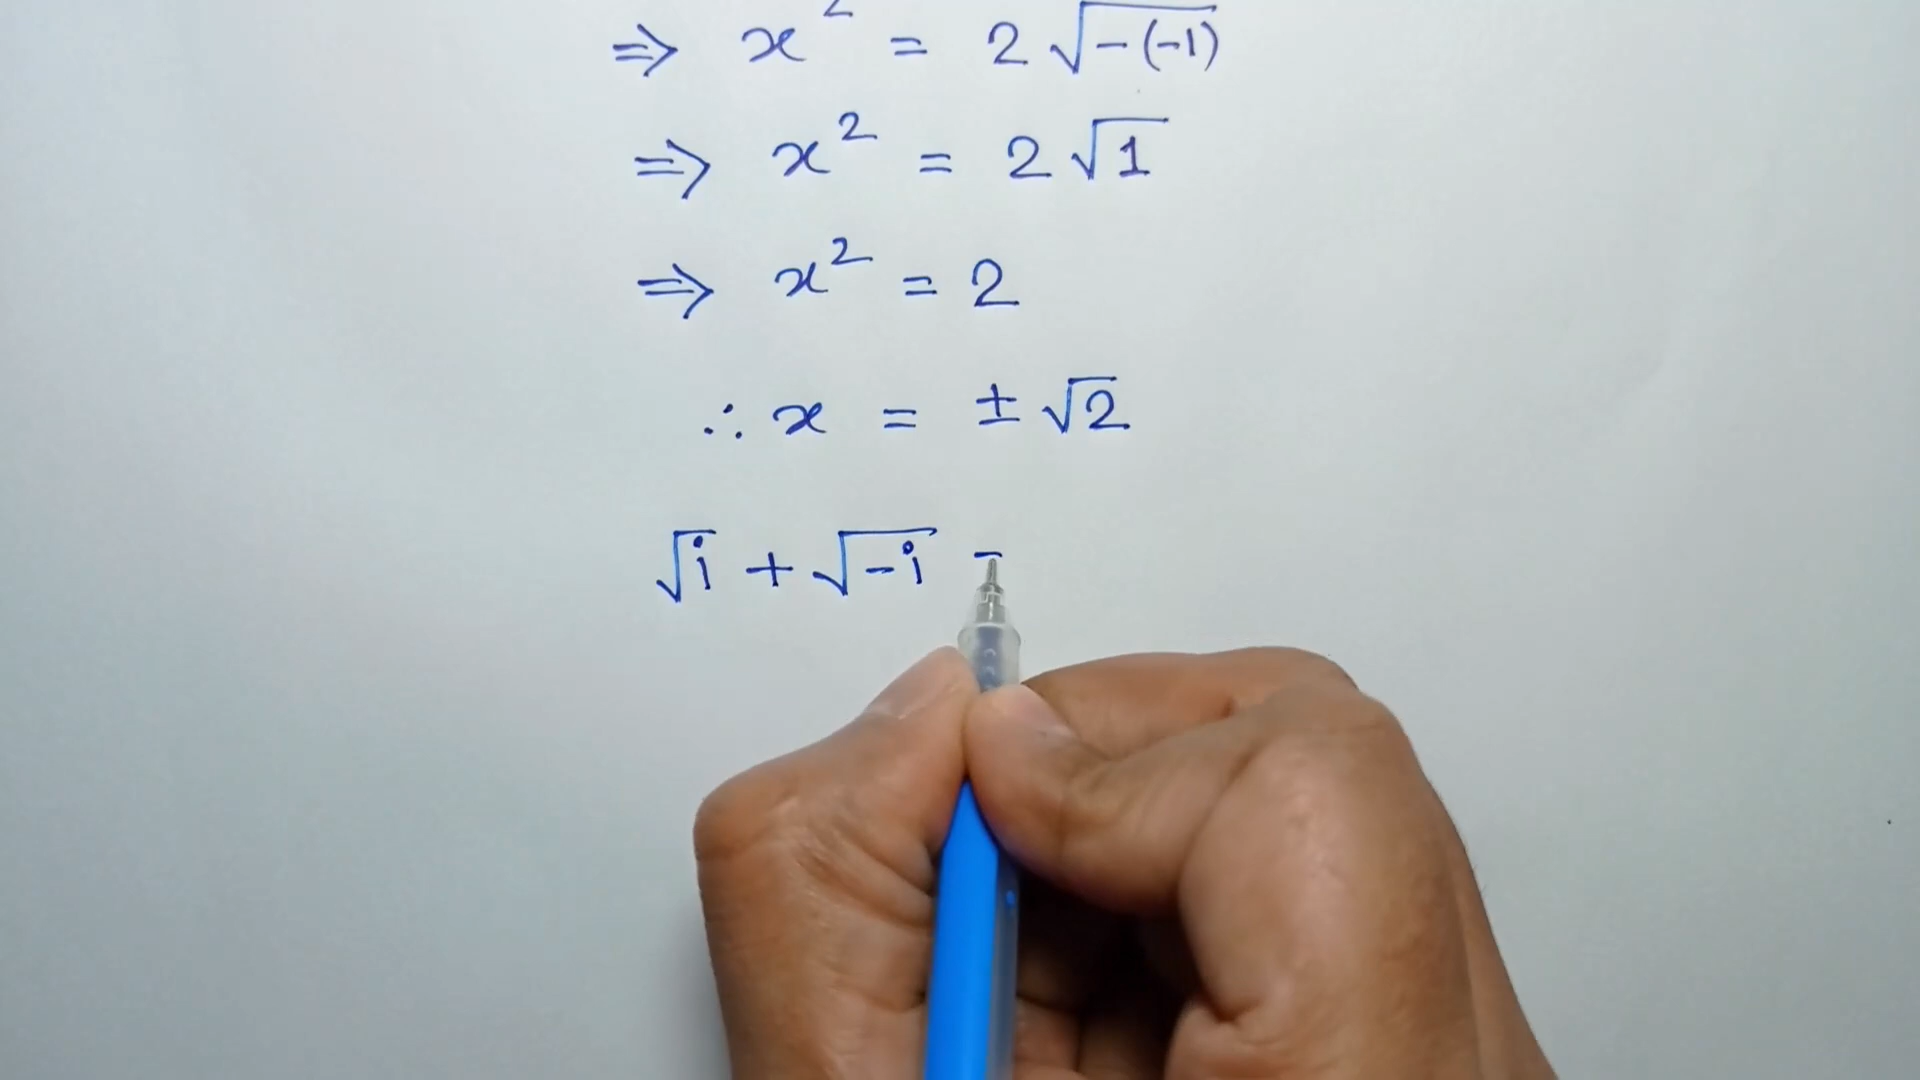 ⇒ x² = 2 √-(-1)
⇒ x² = 2 √1
⇒ x² = 2
∴ x = ± √2
√i + √-i -